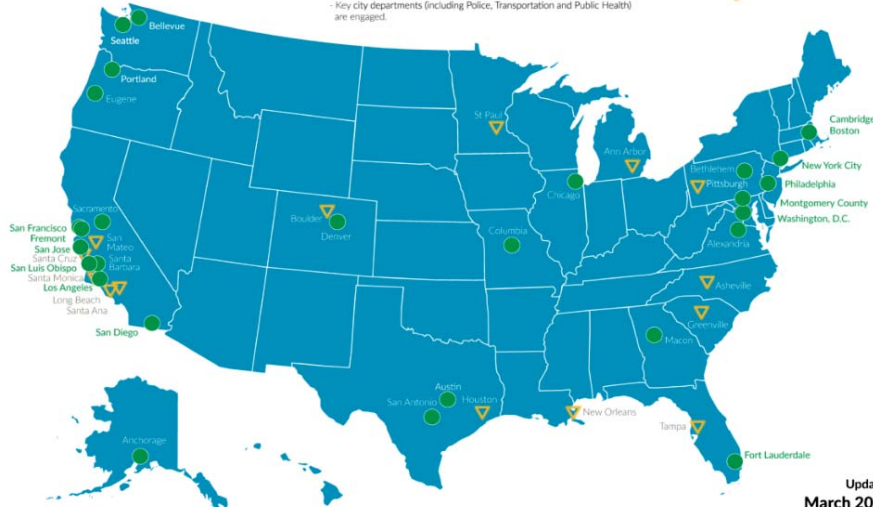 - Key city departments (including Police, Transportation and Public Health)
are engaged.
Bellevue
Seattle
Portland
Eugene
St Paul
Ann Arbor
Cambridge
Boston
New York City
Bethlehem
Pittsburgh
Philadelphia
Montgomery County
Washington, D.C.
Alexandria
Chicago
Boulder
Denver
Columbia
Sacramento
San Francisco
Fremont
San
Mateo
San Jose
Santa Cruz
Santa
Barbara
San Luis Obispo
Santa Monica
Los Angeles
Long Beach
Santa Ana
San Diego
Asheville
Greenville
Macon
Austin
San Antonio
Houston
New Orleans
Tampa
Fort Lauderdale
Anchorage
Upda
March 20